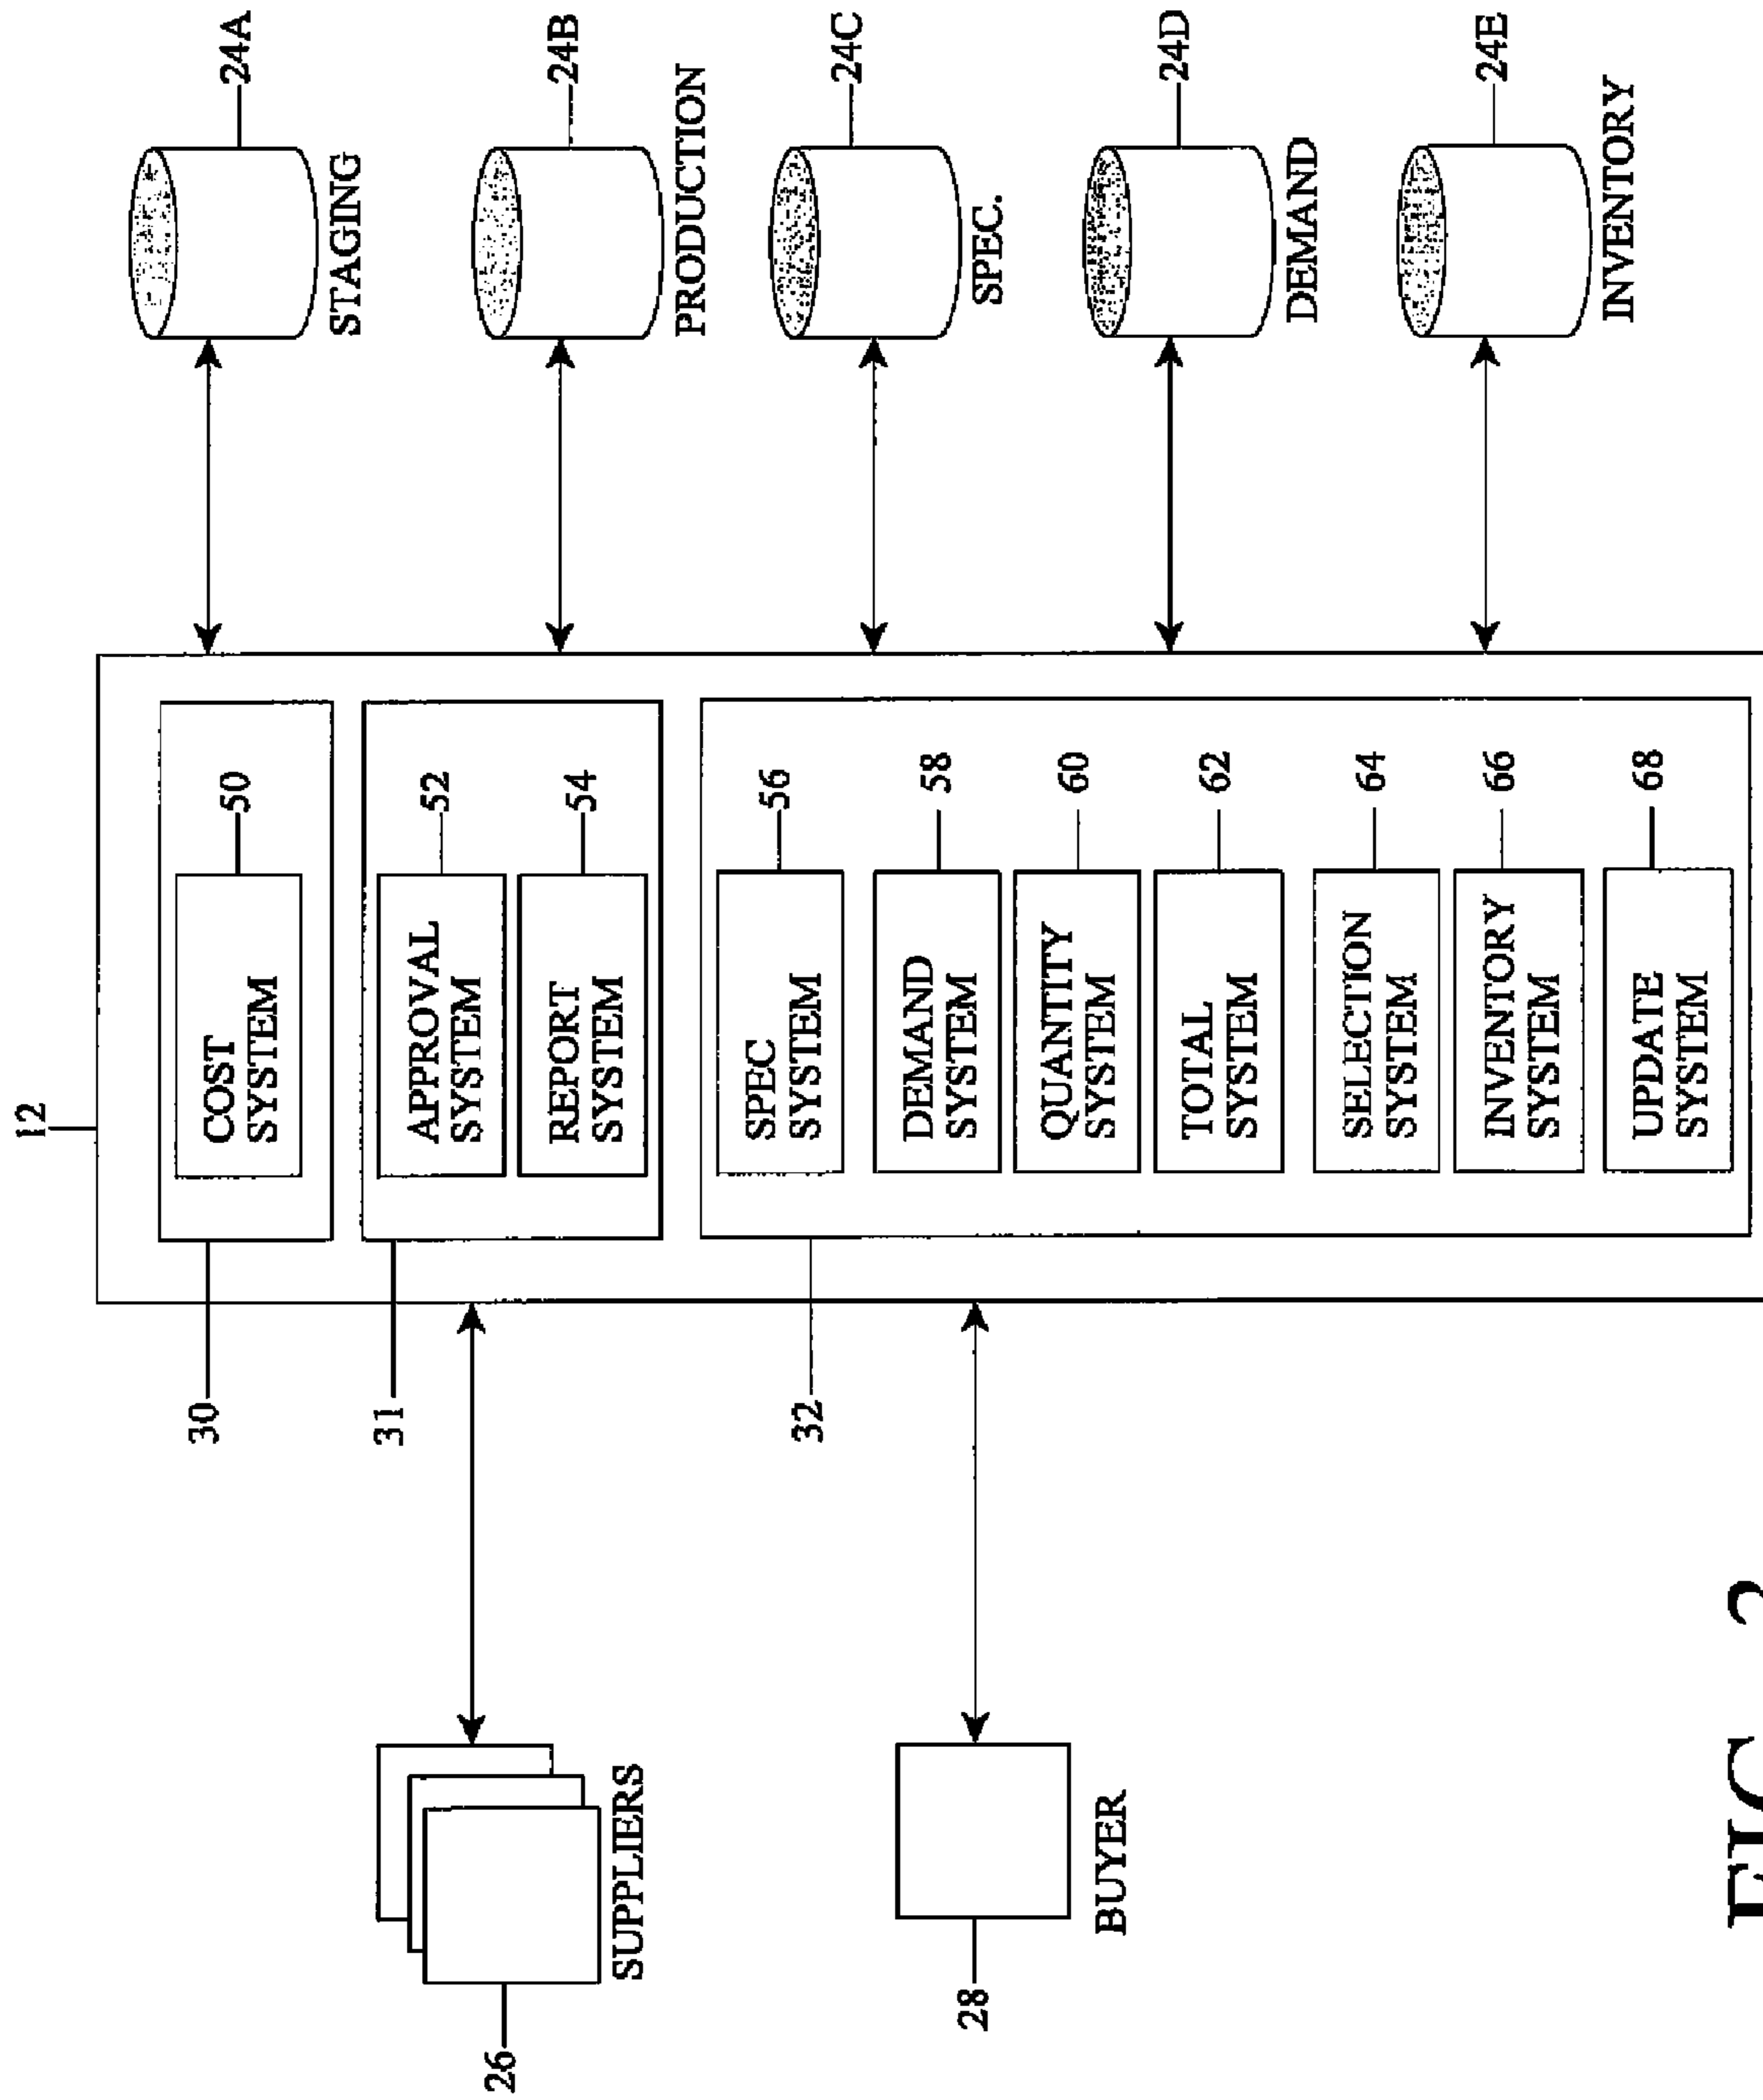 12
30
COST
SYSTEM
50
24A
STAGING
31
APPROVAL
SYSTEM
52
26
SUPPLIERS
REPORT
SYSTEM
54
24B
PRODUCTION
32
SPEC
SYSTEM
56
24C
SPEC.
28
BUYER
DEMAND
SYSTEM
58
QUANTITY
SYSTEM
60
TOTAL
SYSTEM
62
24D
DEMAND
SELECTION
SYSTEM
64
INVENTORY
SYSTEM
66
24E
INVENTORY
UPDATE
SYSTEM
68
FIG.